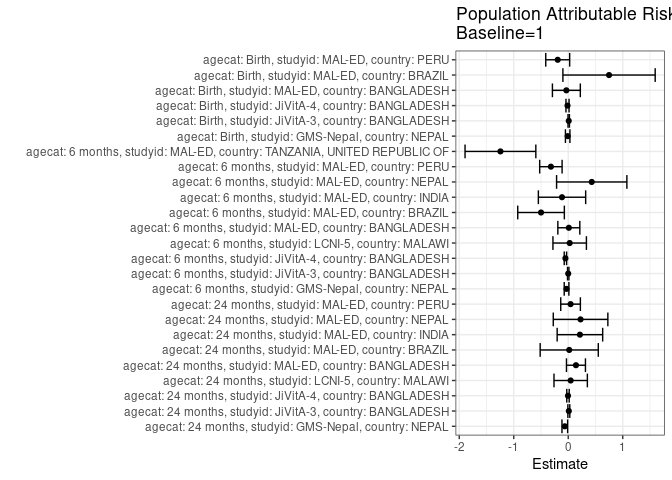 Population Attributable Risk
Baseline=1
agecat: Birth, studyid: MAL-ED, country: PERU
agecat: Birth, studyid: MAL-ED, country: BRAZIL
agecat: Birth, studyid: MAL-ED, country: BANGLADESH
agecat: Birth, studyid: JiVitA-4, country: BANGLADESH
agecat: Birth, studyid: JiVitA-3, country: BANGLADESH
agecat: Birth, studyid: GMS-Nepal, country: NEPAL
agecat: 6 months, studyid: MAL-ED, country: TANZANIA, UNITED REPUBLIC OF
agecat: 6 months, studyid: MAL-ED, country: PERU
agecat: 6 months, studyid: MAL-ED, country: NEPAL
agecat: 6 months, studyid: MAL-ED, country: INDIA
agecat: 6 months, studyid: MAL-ED, country: BRAZIL
agecat: 6 months, studyid: MAL-ED, country: BANGLADESH
agecat: 6 months, studyid: LCNI-5, country: MALAWI
agecat: 6 months, studyid: JiVitA-4, country: BANGLADESH
agecat: 6 months, studyid: JiVitA-3, country: BANGLADESH
agecat: 6 months, studyid: GMS-Nepal, country: NEPAL
agecat: 24 months, studyid: MAL-ED, country: PERU
agecat: 24 months, studyid: MAL-ED, country: NEPAL
agecat: 24 months, studyid: MAL-ED, country: INDIA
agecat: 24 months, studyid: MAL-ED, country: BRAZIL
agecat: 24 months, studyid: MAL-ED, country: BANGLADESH
agecat: 24 months, studyid: LCNI-5, country: MALAWI
agecat: 24 months, studyid: JiVitA-4, country: BANGLADESH
agecat: 24 months, studyid: JiVitA-3, country: BANGLADESH
agecat: 24 months, studyid: GMS-Nepal, country: NEPAL
-2 -1 0 1
Estimate